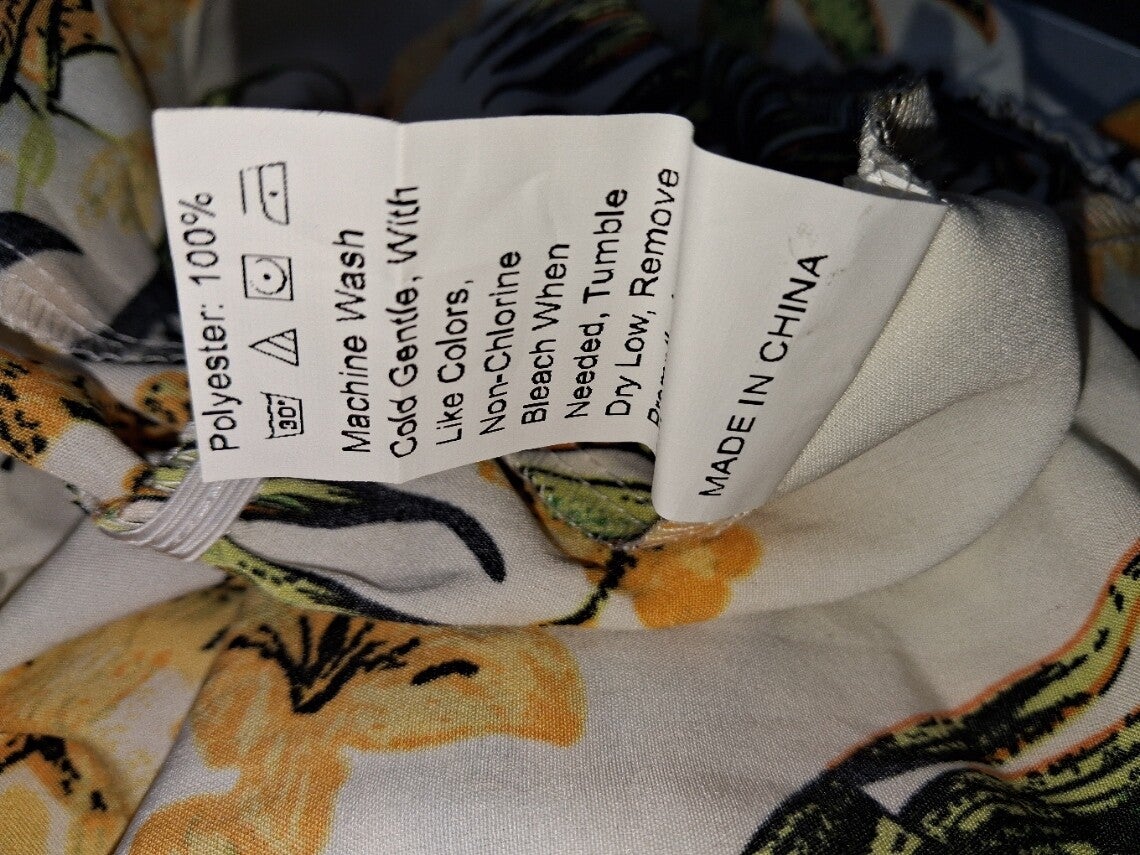 Polyester: 100%
30°
Machine Wash
Cold Gentle, With
Like Colors,
Non-Chlorine
Bleach When
Needed, Tumble
Dry Low, Remove
MADE IN CHINA